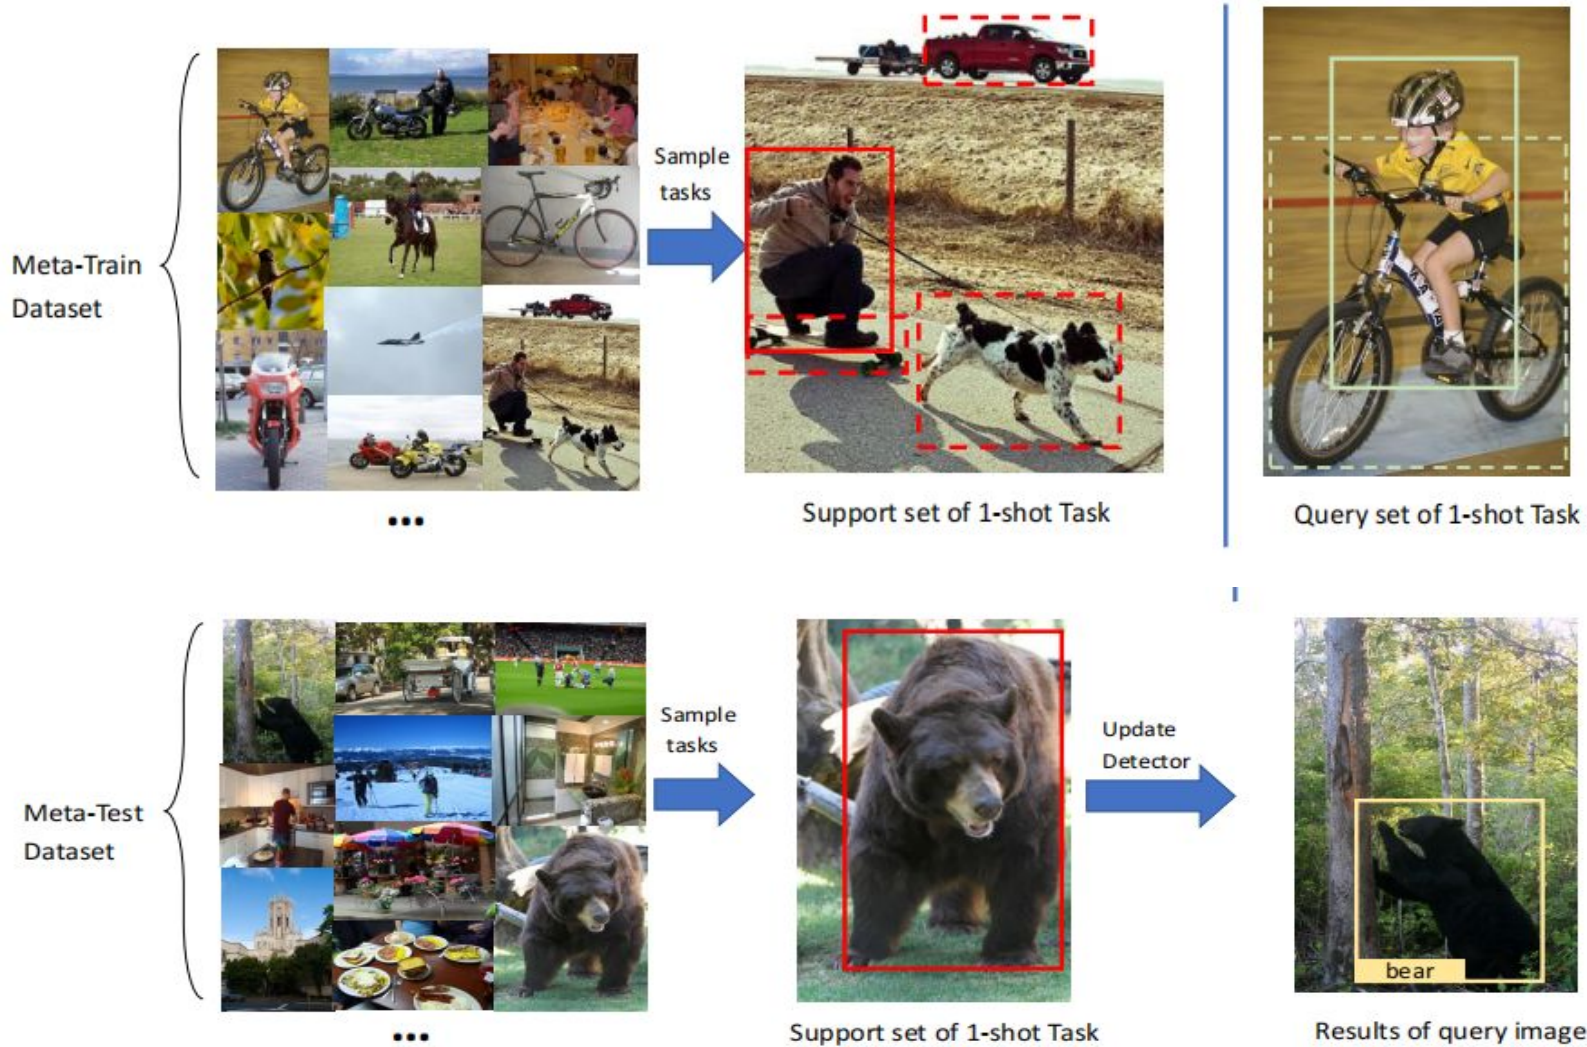 Meta-Train
Dataset
Sample
tasks
Support set of 1-shot Task
Query set of 1-shot Task
Meta-Test
Dataset
Sample
tasks
Update
Detector
bear
Support set of 1-shot Task
Results of query image